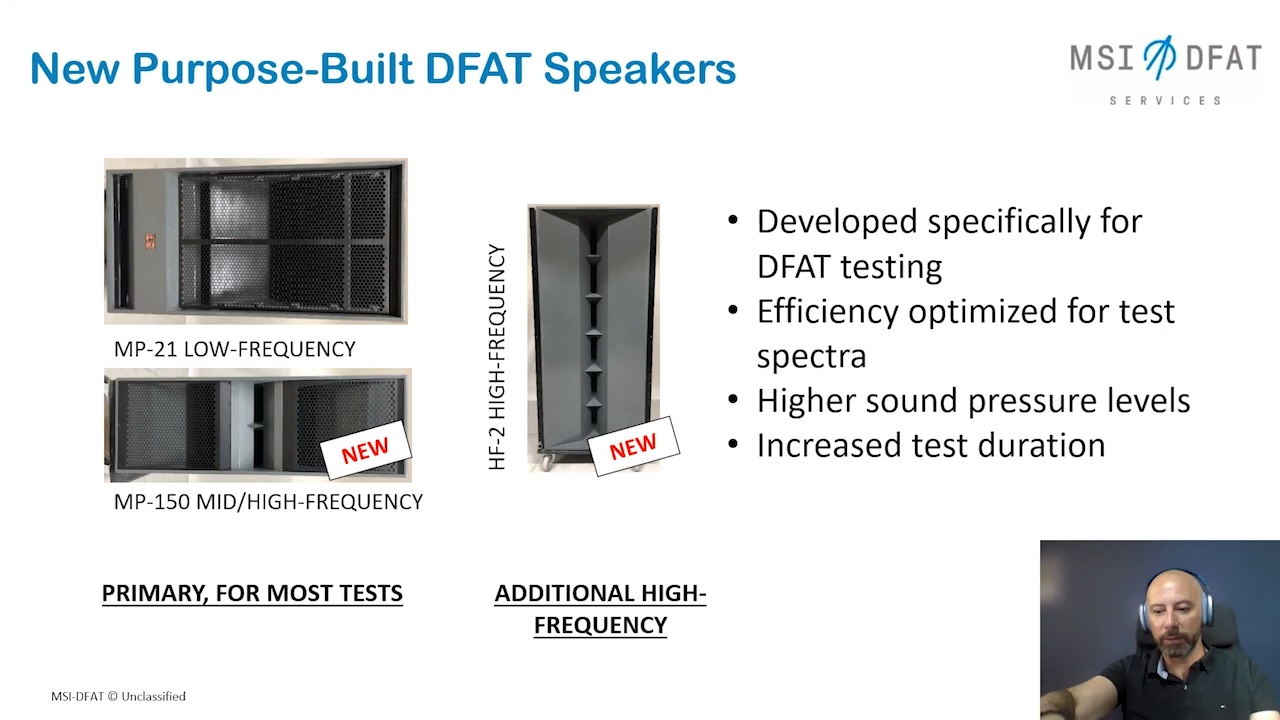 New Purpose-Built DFAT Speakers
MSI DFAT
SERVICES
MP-21 LOW-FREQUENCY
NEW
MP-150 MID/HIGH-FREQUENCY
HF-2 HIGH-FREQUENCY
NEW
• Developed specifically for
DFAT testing
• Efficiency optimized for test
spectra
• Higher sound pressure levels
• Increased test duration
PRIMARY, FOR MOST TESTS
ADDITIONAL HIGH-
FREQUENCY
MSI-DFAT © Unclassified